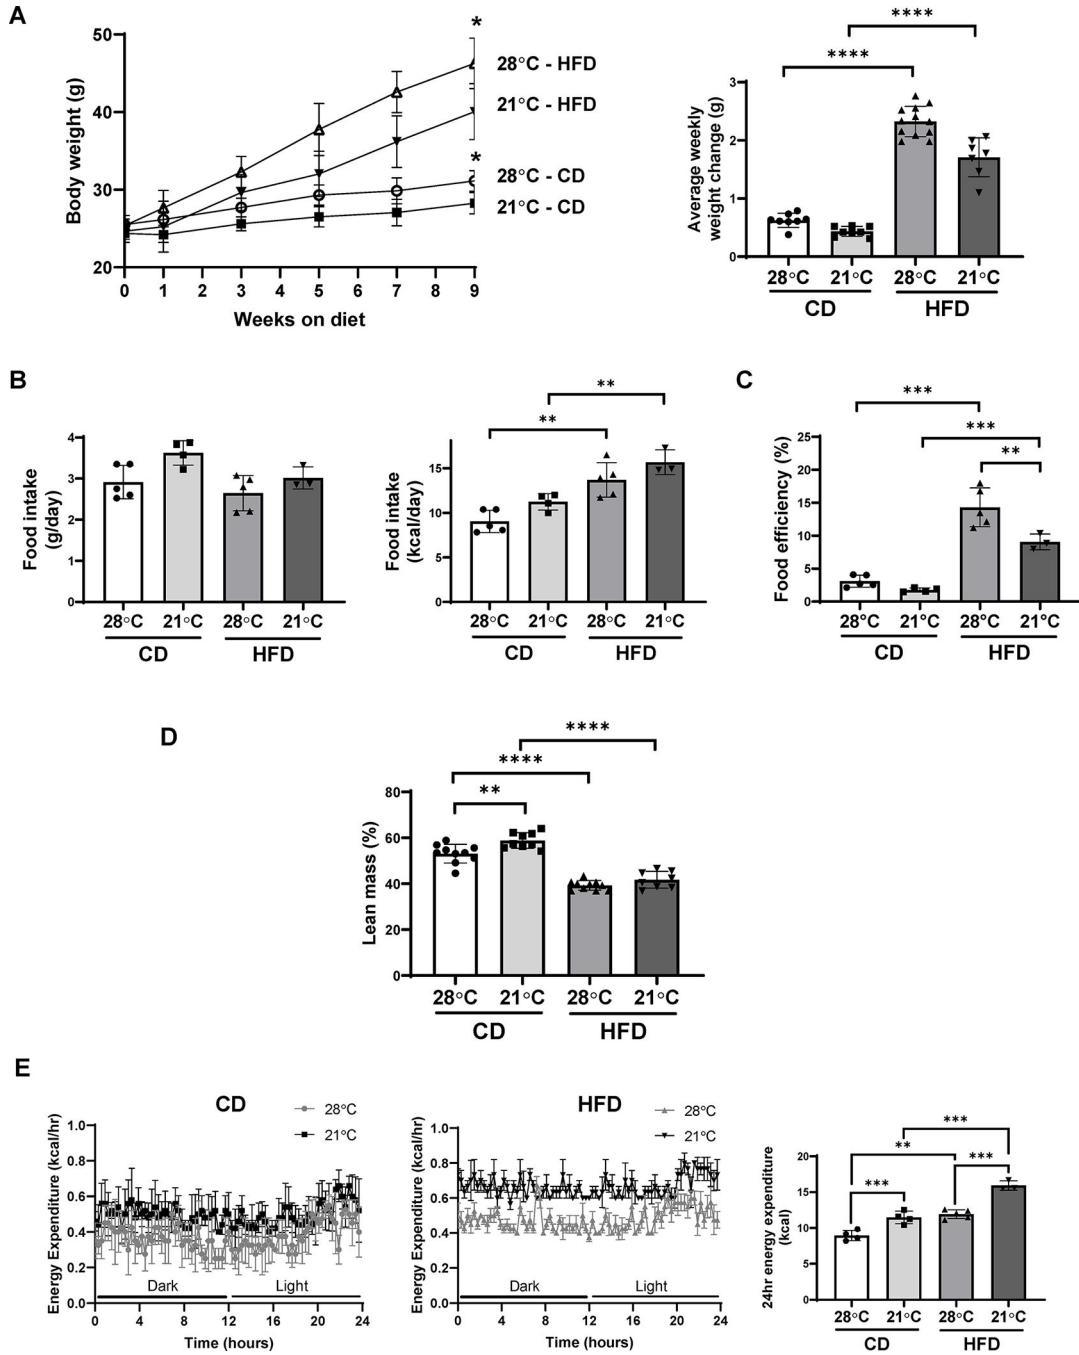 A
Body weight (g)
50
40
30
20
0 1 2 3 4 5 6 7 8 9
Weeks on diet
*
28°C - HFD
21°C - HFD
*
28°C - CD
21°C - CD
****
****
Average weekly
weight change (g)
3
2
1
0
28°C 21°C 28°C 21°C
CD HFD
B
Food intake
(g/day)
4
3
2
1
0
28°C 21°C 28°C 21°C
CD HFD
**
**
Food intake
(kcal/day)
15
10
5
0
28°C 21°C 28°C 21°C
CD HFD
C
***
***
**
Food efficiency (%)
25
20
15
10
5
0
28°C 21°C 28°C 21°C
CD HFD
D
****
****
**
Lean mass (%)
80
60
40
20
0
28°C 21°C 28°C 21°C
CD HFD
E
CD
28°C
21°C
Energy Expenditure (kcal/hr)
1.0
0.8
0.6
0.4
0.2
0.0
Dark Light
0 4 8 12 16 20 24
Time (hours)
HFD
28°C
21°C
Energy Expenditure (kcal/hr)
1.0
0.8
0.6
0.4
0.2
0.0
Dark Light
0 4 8 12 16 20 24
Time (hours)
***
**
***
***
24hr energy expenditure
(kcal)
20
15
10
5
0
28°C 21°C 28°C 21°C
CD HFD